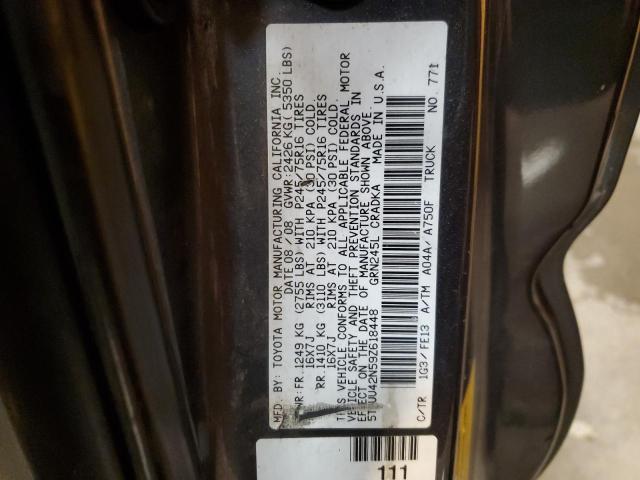 MFD. BY: TOYOTA MOTOR MANUFACTURING CALIFORNIA INC.
DATE 08/08 GVWR: 2426 KG( 5350 LBS)
FR. 1249 KG (2755 LBS) WITH P245/75R16 TIRES
16X7J RIMS AT 210 KPA (30 PSI) COLD.
RR. 1410 KG (3110 LBS) WITH P245/75R16 TIRES
16X7J RIMS AT 210 KPA (30 PSI) COLD.
THIS VEHICLE CONFORMS TO ALL APPLICABLE FEDERAL MOTOR
VEHICLE SAFETY AND THEFT PREVENTION STANDARDS IN
EFFECT ON THE DATE OF MANUFACTURE SHOWN ABOVE.
UU42N59Z618448 GRN245L CRADKA MADE IN U.S.A.
C/TR 1G3/FE13 A/TM A04A/A750F TRUCK NO. 771
111